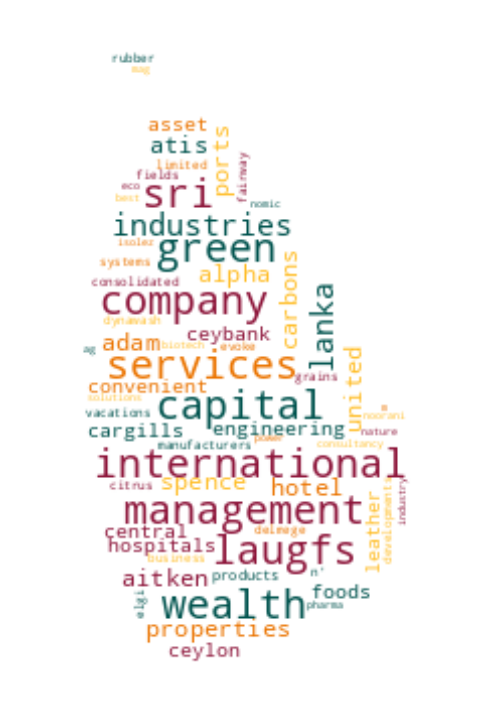 rubber
mag
asset
atis
ports
limited
fields
fairway
eco
sri
best
nomic
industries
isolez
green
systems
alpha
carbons
consolidated
company
lanka
dynawash
ceybank
ag
adam
biotech
evoke
services
grains
united
convenient
solutions
capital
vacations
m
noorani
cargills
engineering
nature
manufacturers
power
consultancy
international
citrus
spence
hotel
industry
management
leather
developments
central
delmege
hospitals
laugfs
business
aitken
products
n'
elgi
wealth
foods
pharma
properties
ceylon